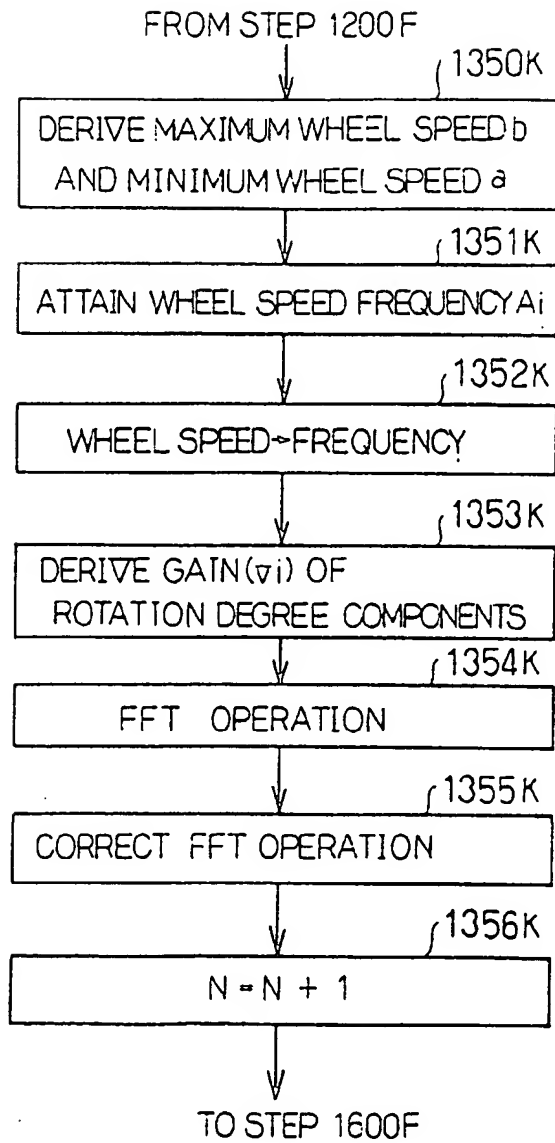 FROM STEP 1200F
1350K
DERIVE MAXIMUM WHEEL SPEED b
AND MINIMUM WHEEL SPEED a
1351K
ATTAIN WHEEL SPEED FREQUENCY Ai
1352K
WHEEL SPEED→FREQUENCY
1353K
DERIVE GAIN (∇i) OF
ROTATION DEGREE COMPONENTS
1354K
FFT OPERATION
1355K
CORRECT FFT OPERATION
1356K
N = N + 1
TO STEP 1600F